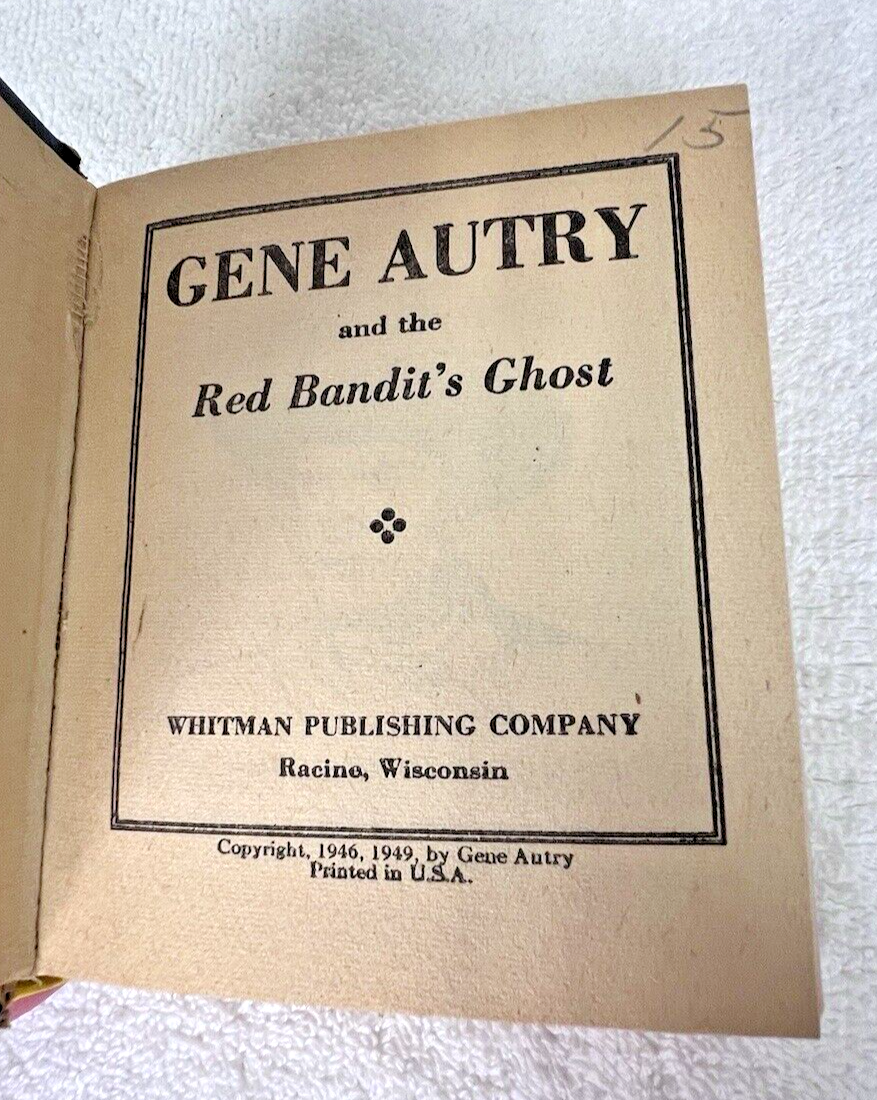 15
GENE AUTRY
and the
Red Bandit's Ghost
WHITMAN PUBLISHING COMPANY
Racine, Wisconsin
Copyright, 1946, 1949, by Gene Autry
Printed in U.S.A.